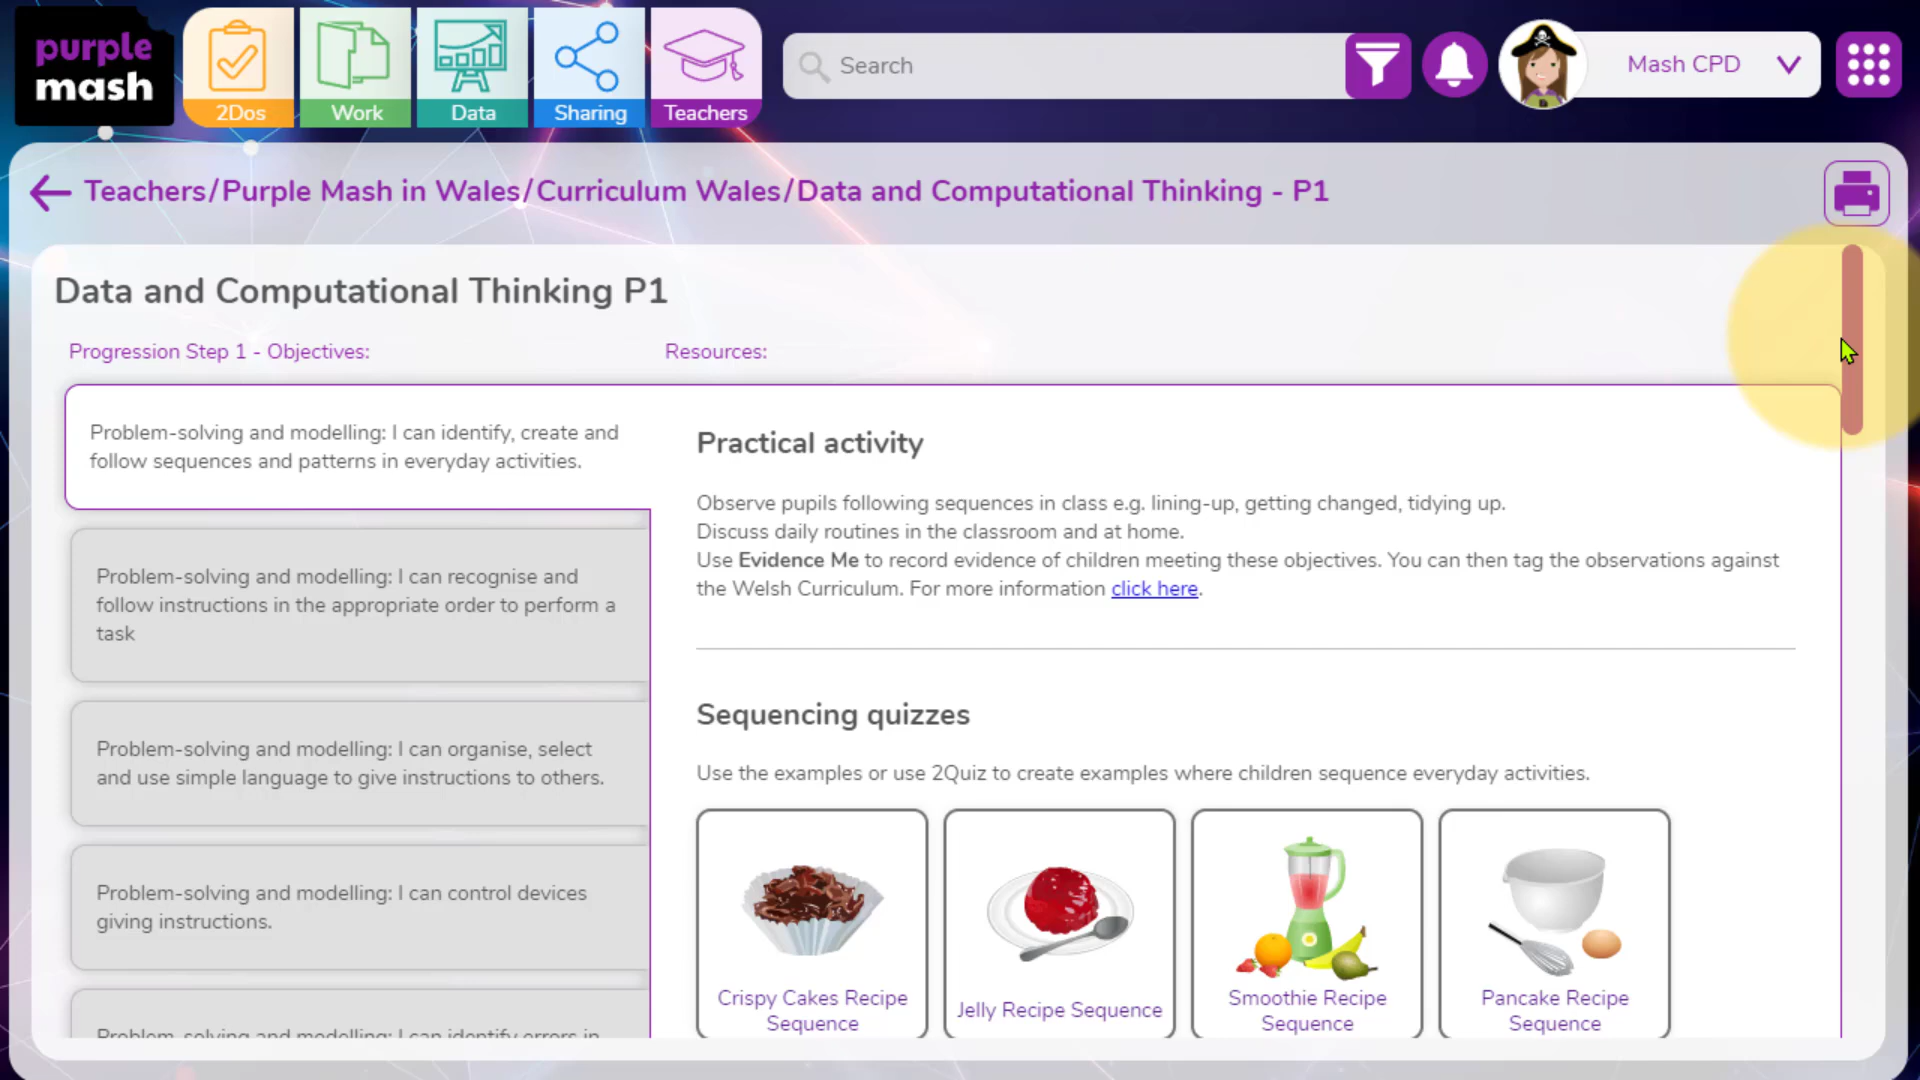 purple
mash
2Dos
Work
Data
Sharing
Teachers
Search
Mash CPD
Teachers/Purple Mash in Wales/Curriculum Wales/Data and Computational Thinking - P1
Data and Computational Thinking P1
Progression Step 1 - Objectives:
Resources:
Problem-solving and modelling: I can identify, create and
follow sequences and patterns in everyday activities.
Problem-solving and modelling: I can recognise and
follow instructions in the appropriate order to perform a
task
Problem-solving and modelling: I can organise, select
and use simple language to give instructions to others.
Problem-solving and modelling: I can control devices
giving instructions.
Problem-solving and modelling: I can identify errors in
Practical activity
Observe pupils following sequences in class e.g. lining-up, getting changed, tidying up.
Discuss daily routines in the classroom and at home.
Use Evidence Me to record evidence of children meeting these objectives. You can then tag the observations against
the Welsh Curriculum. For more information click here.
Sequencing quizzes
Use the examples or use 2Quiz to create examples where children sequence everyday activities.
Crispy Cakes Recipe
Sequence
Jelly Recipe Sequence
Smoothie Recipe
Sequence
Pancake Recipe
Sequence